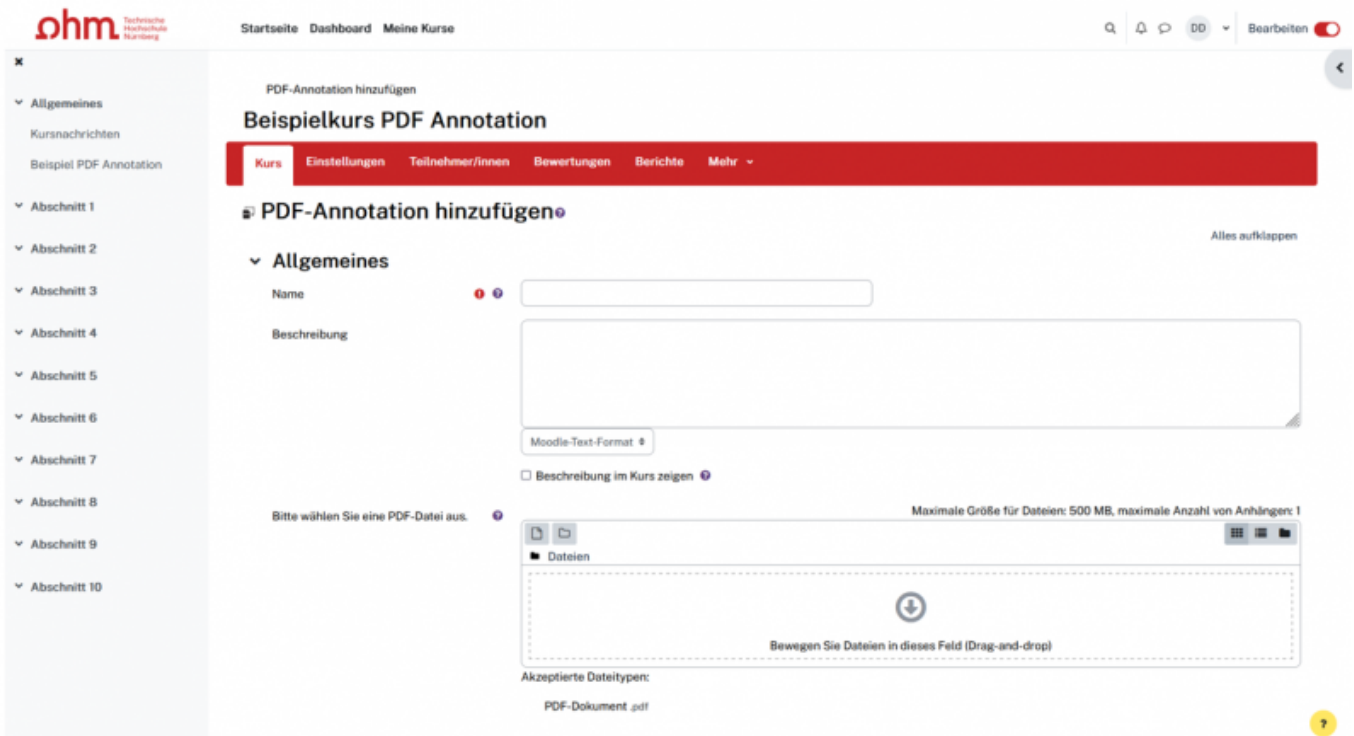 ohm Technische
Hochschule
Nürnberg
Startseite Dashboard Meine Kurse
DD Bearbeiten
Allgemeines
Kursnachrichten
Beispiel PDF Annotation
Abschnitt 1
Abschnitt 2
Abschnitt 3
Abschnitt 4
Abschnitt 5
Abschnitt 6
Abschnitt 7
Abschnitt 8
Abschnitt 9
Abschnitt 10
PDF-Annotation hinzufügen
Beispielkurs PDF Annotation
Kurs Einstellungen Teilnehmer/innen Bewertungen Berichte Mehr
PDF-Annotation hinzufügen
Alles aufklappen
Allgemeines
Name
Beschreibung
Moodle-Text-Format
Beschreibung im Kurs zeigen
Bitte wählen Sie eine PDF-Datei aus.
Maximale Größe für Dateien: 500 MB, maximale Anzahl von Anhängen: 1
Dateien
Bewegen Sie Dateien in dieses Feld (Drag-and-drop)
Akzeptierte Dateitypen:
PDF-Dokument .pdf
?